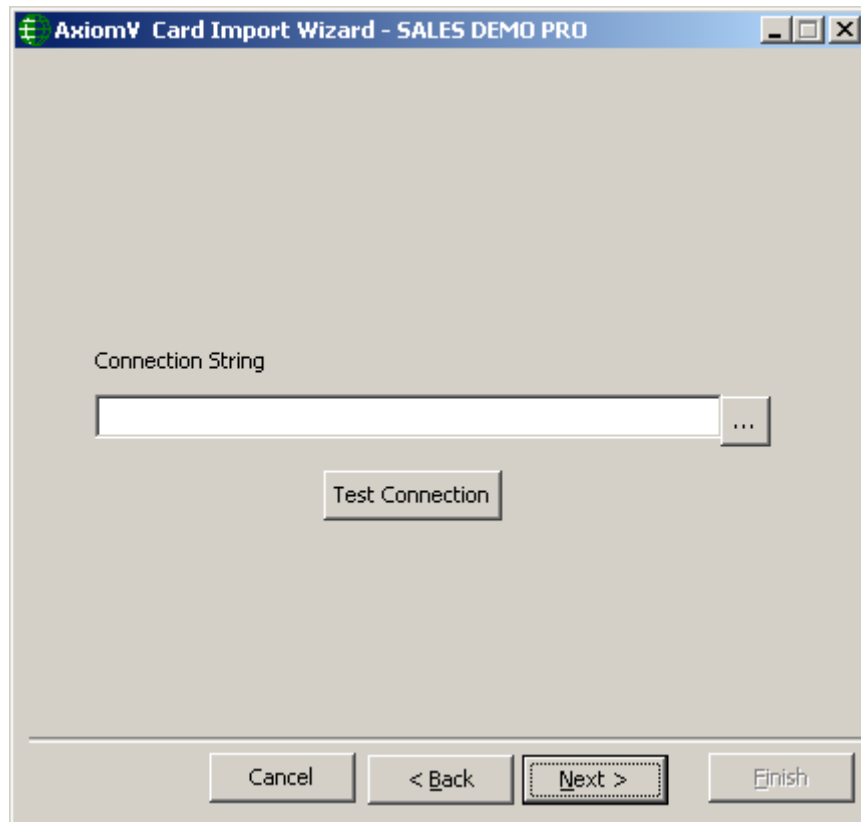 AxiomV Card Import Wizard - SALES DEMO PRO
Connection String
...
Test Connection
Cancel
< Back
Next >
Finish